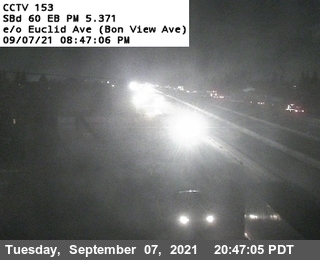 CCTV 153
SBd 60 EB PM 5.371
e/o Euclid Ave (Bon View Ave)
09/07/21 08:47:06 PM
Tuesday, September 07, 2021 20:47:05 PDT